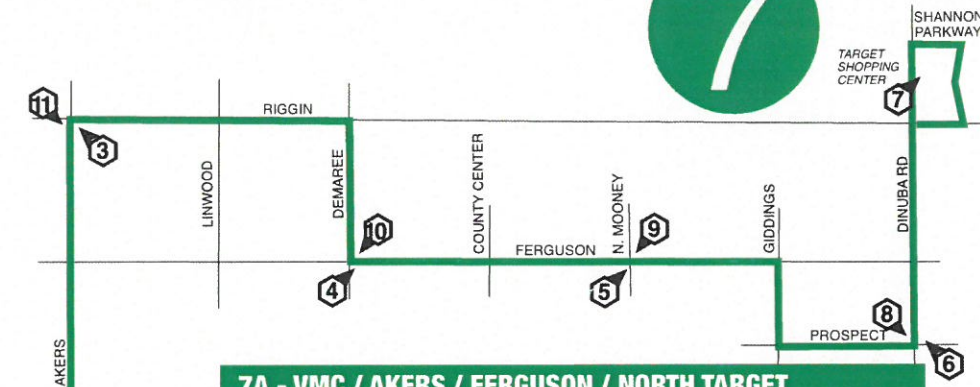 7
SHANNON
PARKWAY
TARGET
SHOPPING
CENTER
7
11
RIGGIN
3
LINWOOD
DEMAREE
COUNTY CENTER
N. MOONEY
GIDDINGS
DINUBA RD
10
9
FERGUSON
4
5
8
PROSPECT
6
AKERS
7A - VMC / AKERS / FERGUSON / NORTH TARGET